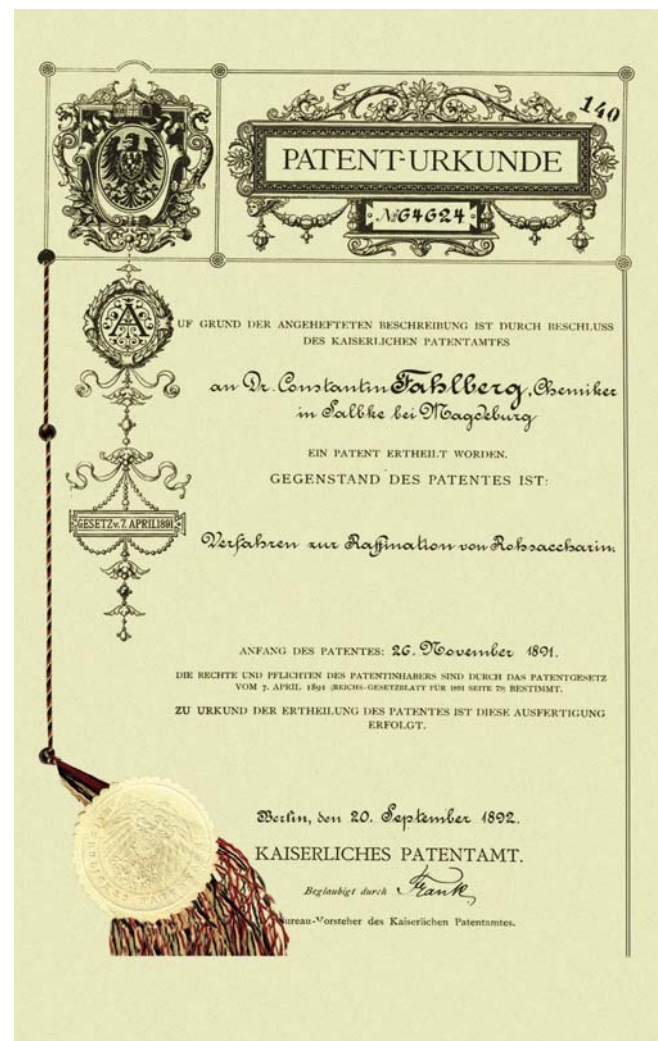 140
PATENT-URKUNDE
№ 64624
AUF GRUND DER ANGEHEFTETEN BESCHREIBUNG IST DURCH BESCHLUSS
DES KAISERLICHEN PATENTAMTES
an Dr. Constantin Fahlberg, Chemiker
in Salbke bei Magdeburg
EIN PATENT ERTHEILT WORDEN.
GEGENSTAND DES PATENTES IST:
GESETZ v. 7. APRIL 1891
Verfahren zur Raffination von Rohsaccharin.
ANFANG DES PATENTES: 26. November 1891.
DIE RECHTE UND PFLICHTEN DES PATENTINHABERS SIND DURCH DAS PATENTGESETZ
VOM 7. APRIL 1891 (REICHS-GESETZBLATT FÜR 1891 SEITE 79) BESTIMMT.
ZU URKUND DER ERTHEILUNG DES PATENTES IST DIESE AUSFERTIGUNG
ERFOLGT.
Berlin, den 20. September 1892.
KAISERLICHES PATENTAMT.
Beglaubigt durch Frank
Bureau-Vorsteher des Kaiserlichen Patentamtes.